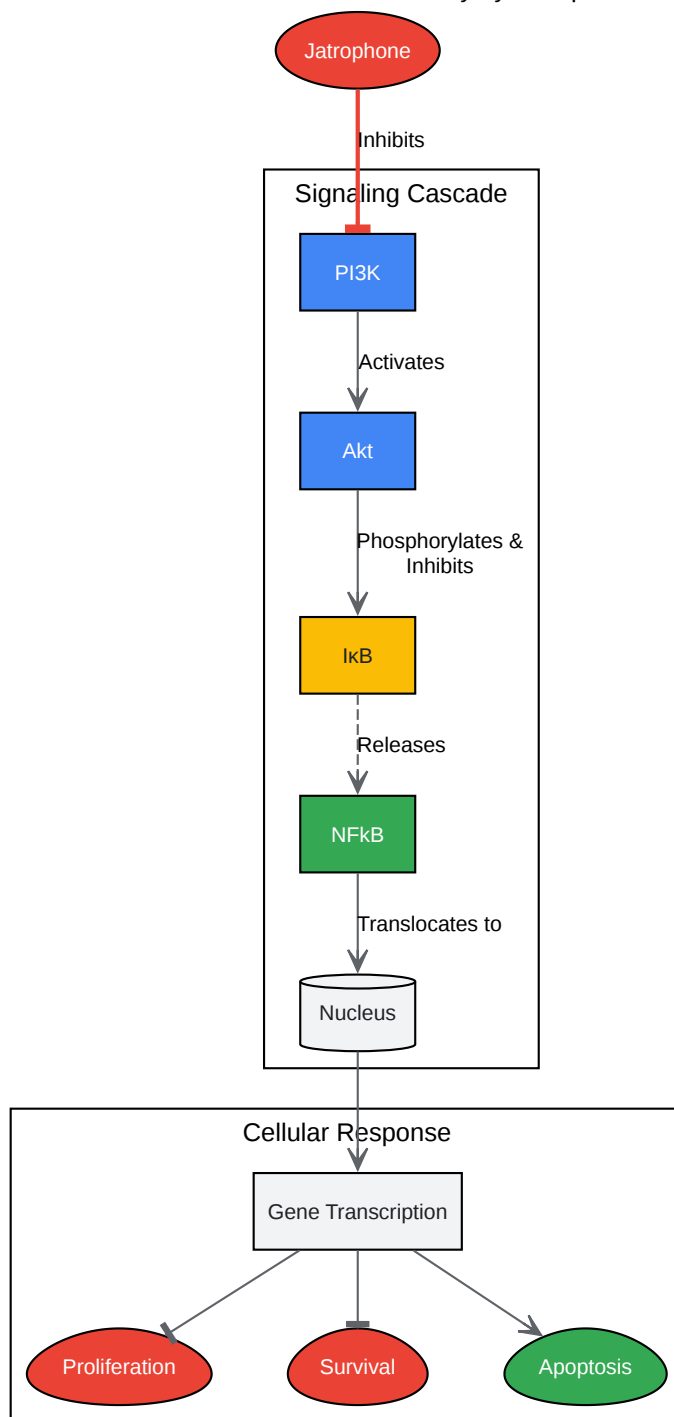 Jatrophone
Inhibits
Signaling Cascade
PI3K
Activates
Akt
Phosphorylates &
Inhibits
IκB
Releases
NFkB
Translocates to
Nucleus
Cellular Response
Gene Transcription
Proliferation
Survival
Apoptosis